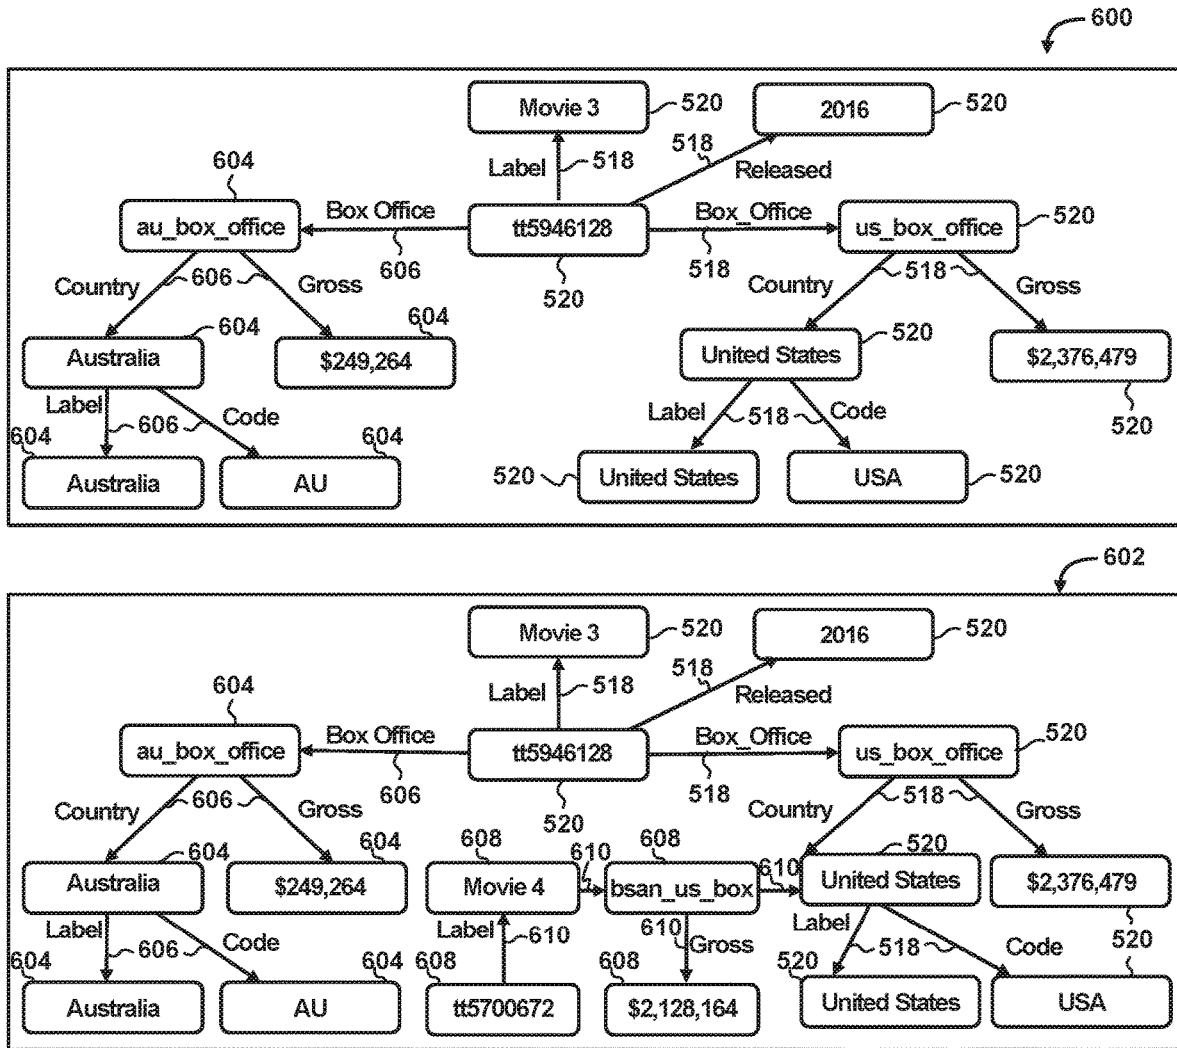 600
Movie 3 520 2016 520
Label 518 518 Released
604
au_box_office Box Office tt5946128 Box_Office us_box_office 520
606 518
Country 606 Gross 520 Country 518 Gross
604 604
Australia $249,264 United States 520 $2,376,479
Label 606 Code Label 518 Code 520
604 604
Australia AU 520 United States USA 520
602
Movie 3 520 2016 520
Label 518 518 Released
604
au_box_office Box Office tt5946128 Box_Office us_box_office 520
606 518
Country 606 Gross 520 Country 518 Gross
604 604 608 610 608 610 520
Australia $249,264 Movie 4 bsan_us_box United States $2,376,479
Label 606 Code Label 610 610 Gross Label 518 Code 520
604 604 608 608 520
Australia AU tt5700672 $2,128,164 United States USA